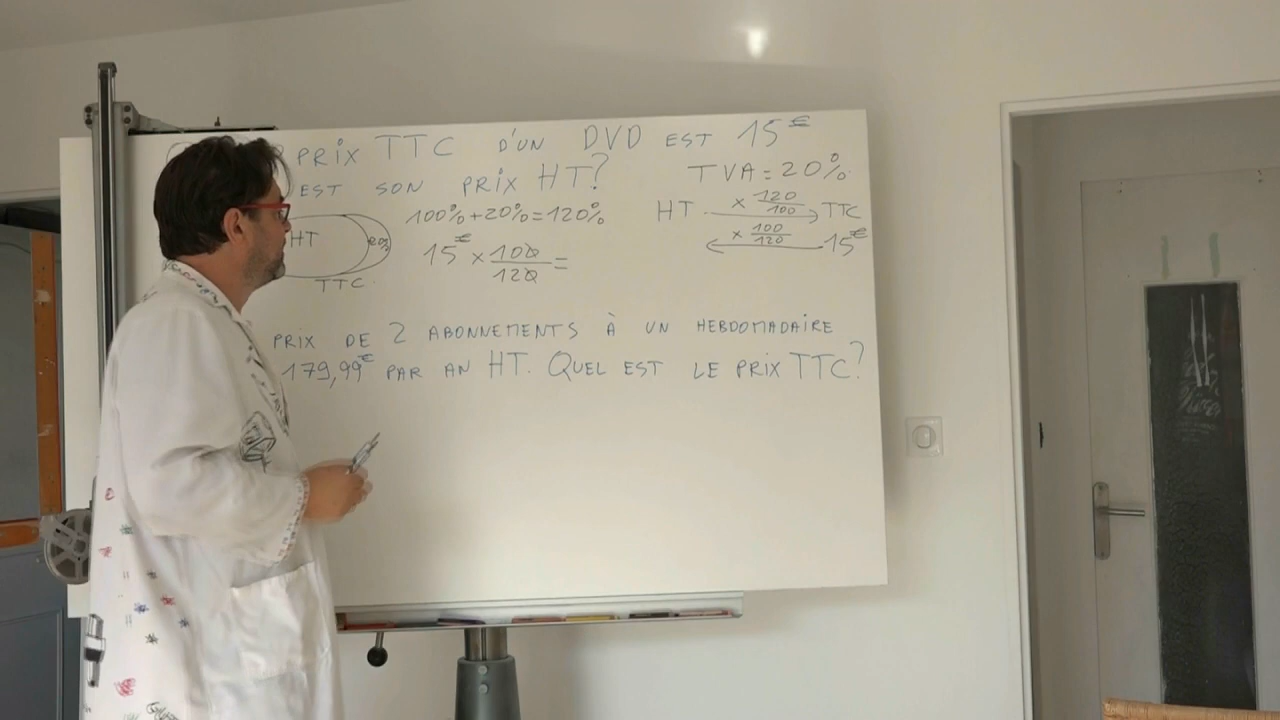 PRIX TTC D'UN DVD EST 15€
EST SON PRIX HT? TVA = 20%
HT 20% TTC
100% + 20% = 120%
15€ × 100/120 =
HT × 120/100 TTC
× 100/120 15€
PRIX DE 2 ABONNEMENTS À UN HEBDOMADAIRE
179,99€ PAR AN HT. QUEL EST LE PRIX TTC?